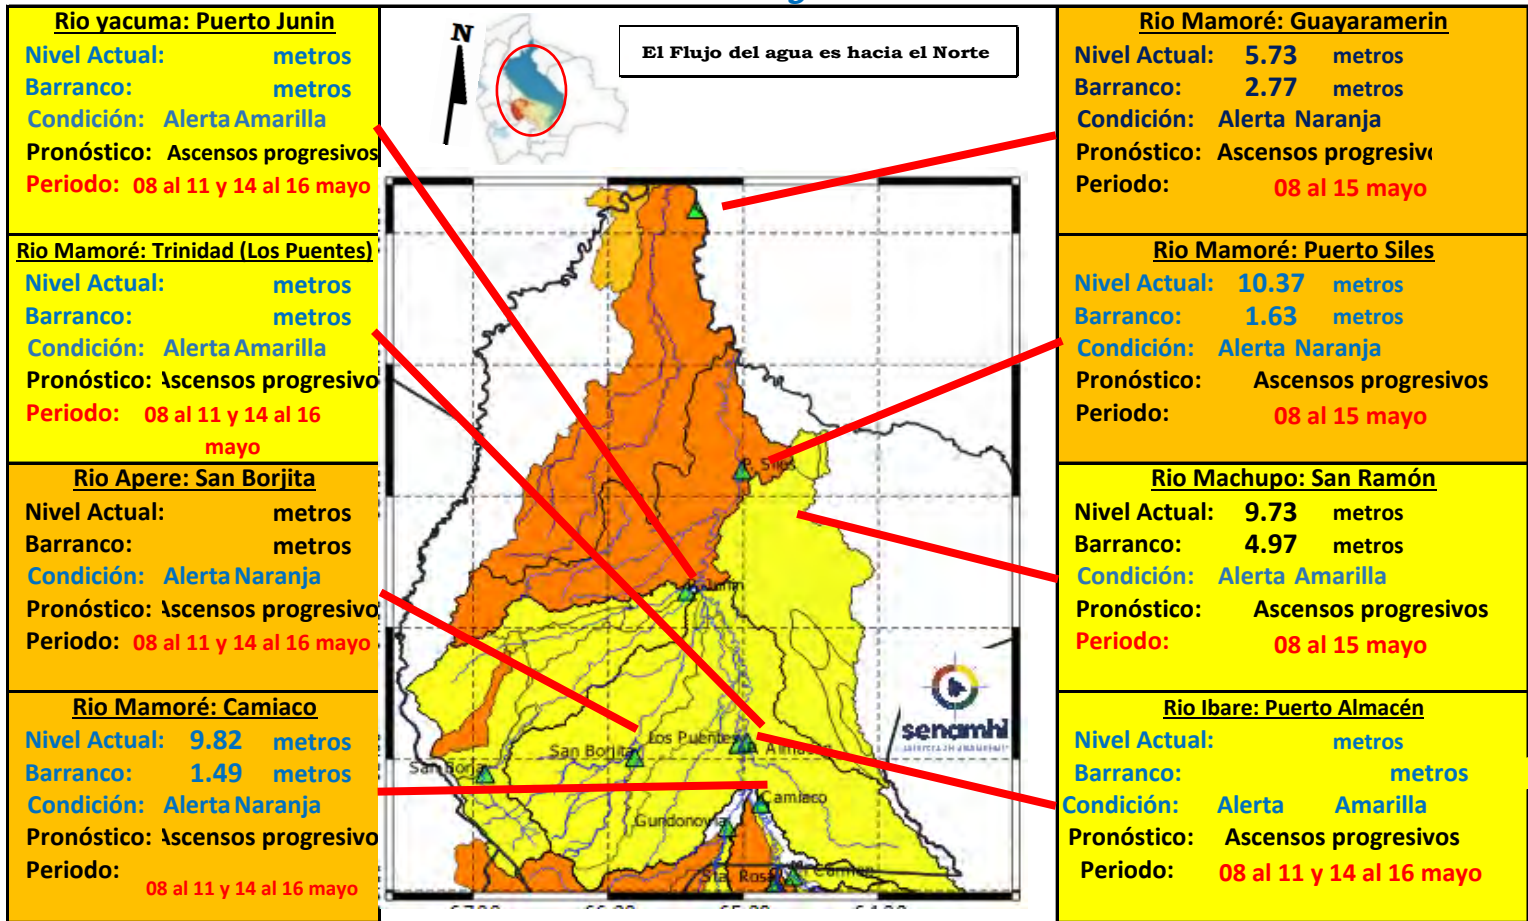 Rio yacuma: Puerto Junin
Nivel Actual: metros
Barranco: metros
Condición: Alerta Amarilla
Pronóstico: Ascensos progresivos
Periodo: 08 al 11 y 14 al 16 mayo
Rio Mamoré: Trinidad (Los Puentes)
Nivel Actual: metros
Barranco: metros
Condición: Alerta Amarilla
Pronóstico: Ascensos progresivo
Periodo: 08 al 11 y 14 al 16
mayo
Rio Apere: San Borjita
Nivel Actual: metros
Barranco: metros
Condición: Alerta Naranja
Pronóstico: Ascensos progresivo
Periodo: 08 al 11 y 14 al 16 mayo
Rio Mamoré: Camiaco
Nivel Actual: 9.82 metros
Barranco: 1.49 metros
Condición: Alerta Naranja
Pronóstico: Ascensos progresivo
Periodo:
08 al 11 y 14 al 16 mayo
N
El Flujo del agua es hacia el Norte
P. Siles
P. Junin
Los Puentes
P. Almacén
San Borjita
San Borja
Camiaco
Gundonovia
Sta. Rosa
senamhi
Rio Mamoré: Guayaramerin
Nivel Actual: 5.73 metros
Barranco: 2.77 metros
Condición: Alerta Naranja
Pronóstico: Ascensos progresiv
Periodo: 08 al 15 mayo
Rio Mamoré: Puerto Siles
Nivel Actual: 10.37 metros
Barranco: 1.63 metros
Condición: Alerta Naranja
Pronóstico: Ascensos progresivos
Periodo: 08 al 15 mayo
Rio Machupo: San Ramón
Nivel Actual: 9.73 metros
Barranco: 4.97 metros
Condición: Alerta Amarilla
Pronóstico: Ascensos progresivos
Periodo: 08 al 15 mayo
Rio Ibare: Puerto Almacén
Nivel Actual: metros
Barranco: metros
Condición: Alerta Amarilla
Pronóstico: Ascensos progresivos
Periodo: 08 al 11 y 14 al 16 mayo